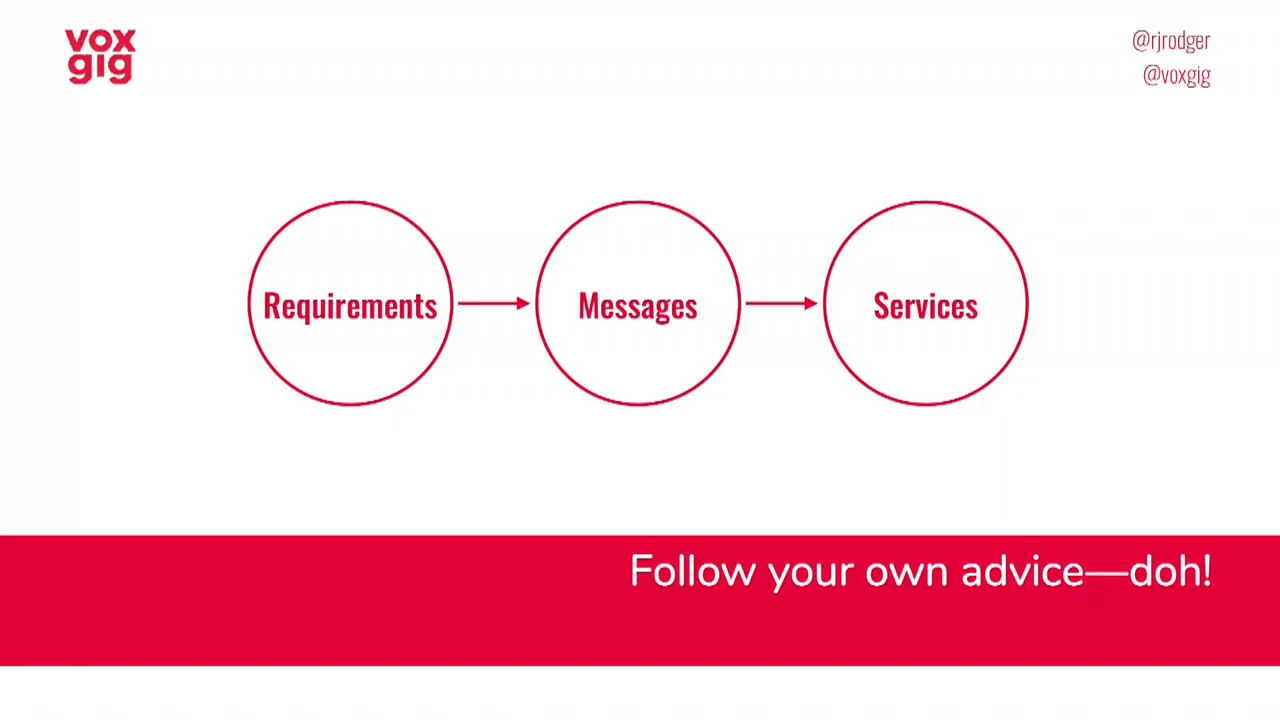 vox
gig
@rjrodger
@voxgig
Requirements
Messages
Services
Follow your own advice—doh!